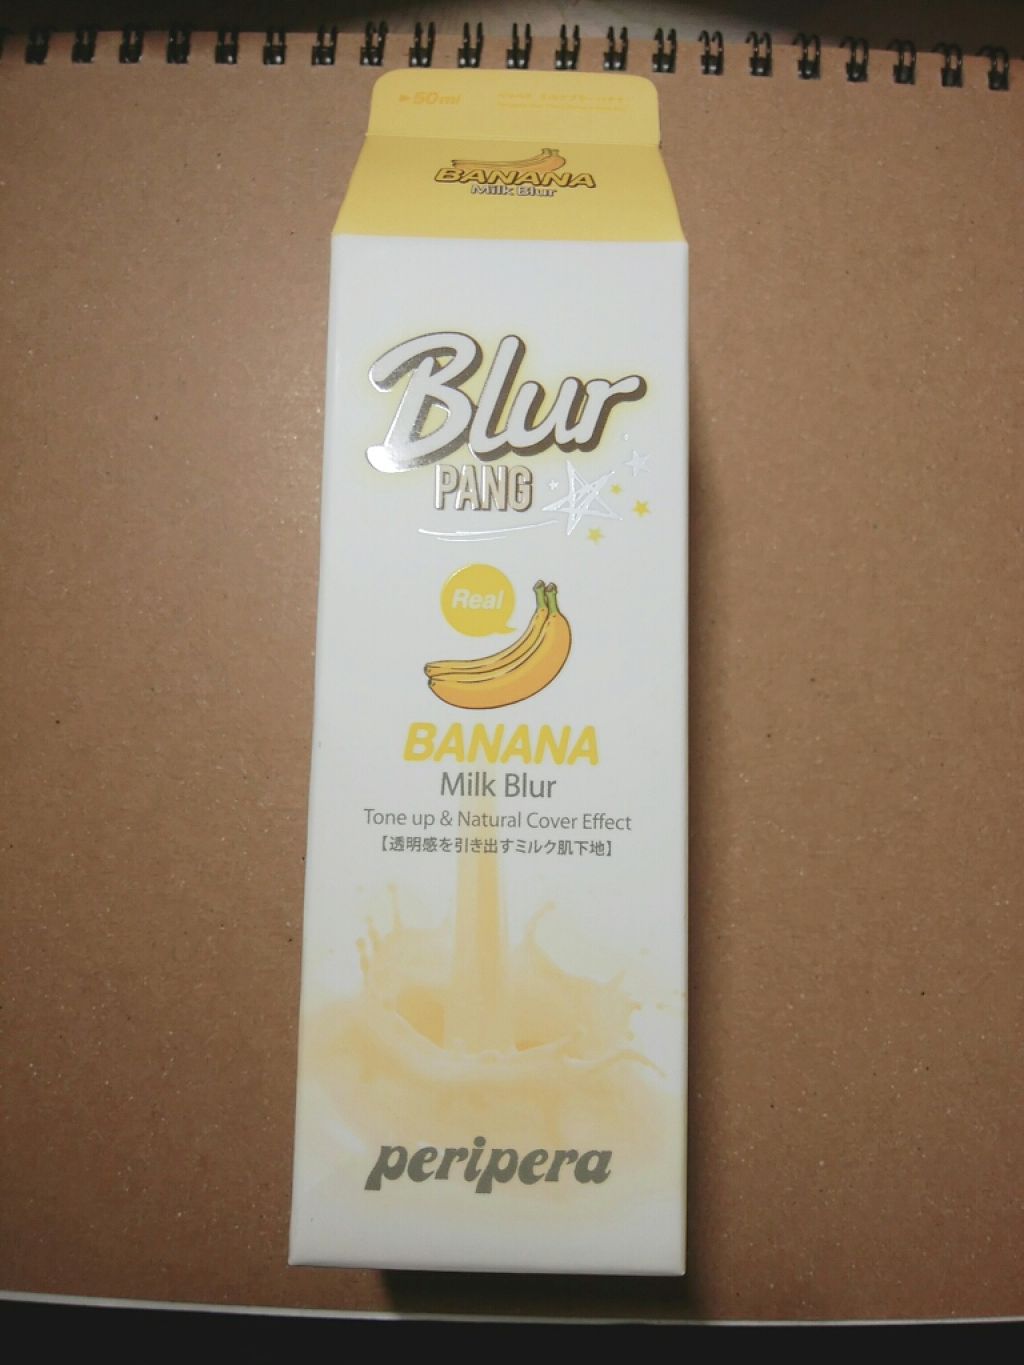 ▶50ml
BANANA
Milk Blur
Blur
PANG
Real
BANANA
Milk Blur
Tone up & Natural Cover Effect
【透明感を引き出すミルク肌下地】
peripera